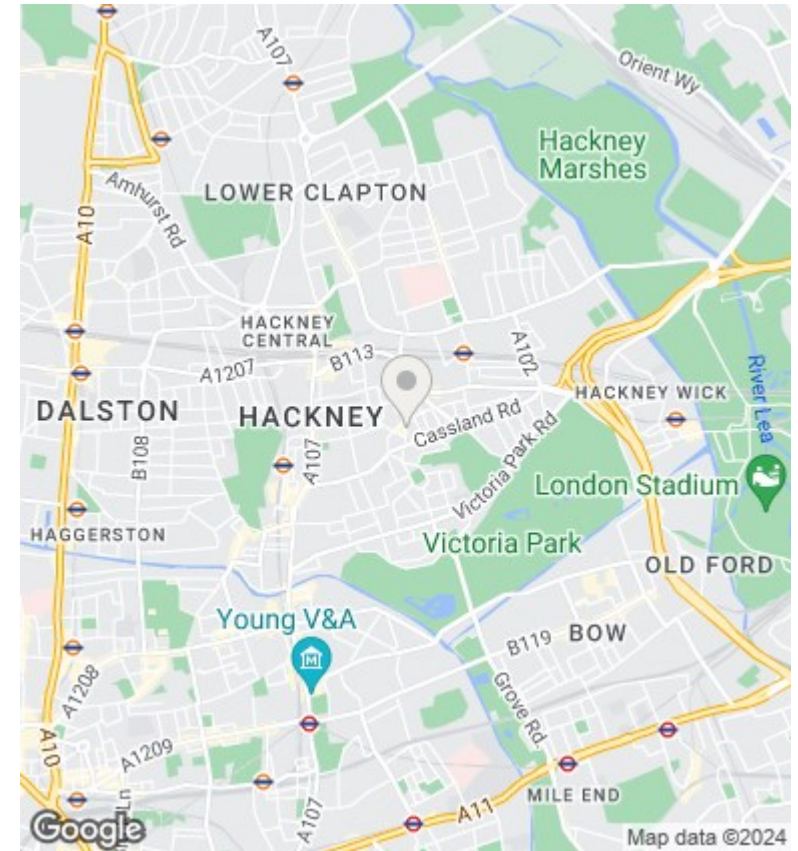 A107
Orient Wy
Hackney
Marshes
LOWER CLAPTON
Amhurst Rd
A10
HACKNEY
CENTRAL
B113
A102
A1207
River Lea
HACKNEY WICK
DALSTON
HACKNEY
Cassland Rd
B108
A107
Victoria Park Rd
London Stadium
HAGGERSTON
Victoria Park
OLD FORD
Young V&A
BOW
B119
A1208
Grove Rd
A10
A1209
A107
A11
MILE END
Google
Map data ©2024